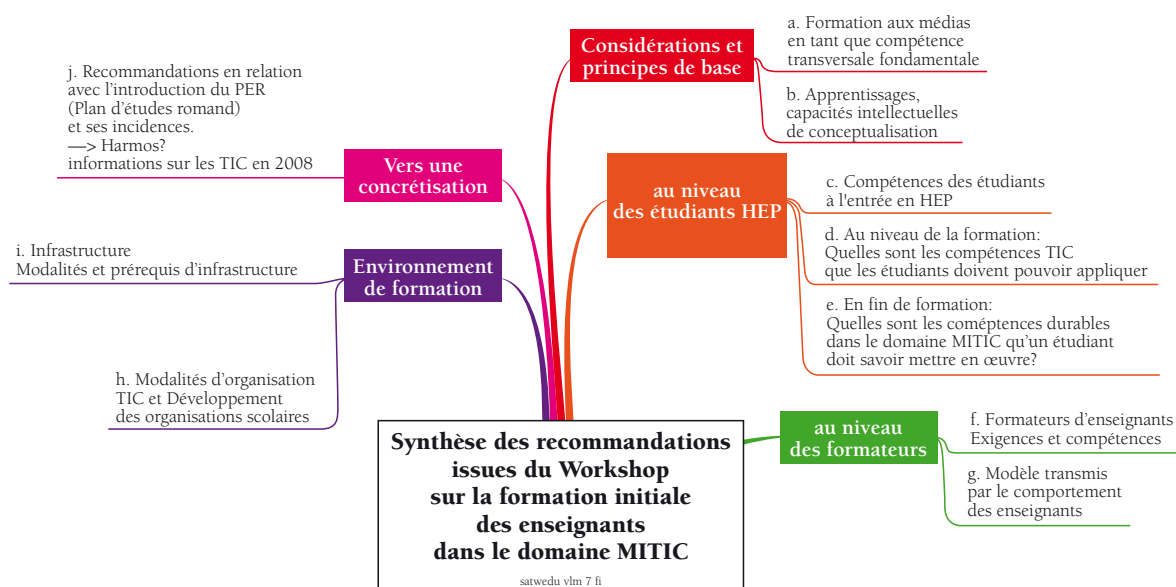 Considérations et
principes de base
a. Formation aux médias
en tant que compétence
transversale fondamentale
b. Apprentissages,
capacités intellectuelles
de conceptualisation
au niveau
des étudiants HEP
c. Compétences des étudiants
à l'entrée en HEP
d. Au niveau de la formation:
Quelles sont les compétences TIC
que les étudiants doivent pouvoir appliquer
e. En fin de formation:
Quelles sont les coméptences durables
dans le domaine MITIC qu'un étudiant
doit savoir mettre en œuvre?
au niveau
des formateurs
f. Formateurs d'enseignants
Exigences et compétences
g. Modèle transmis
par le comportement
des enseignants
j. Recommandations en relation
avec l'introduction du PER
(Plan d'études romand)
et ses incidences.
—> Harmos?
informations sur les TIC en 2008
Vers une
concrétisation
i. Infrastructure
Modalités et prérequis d'infrastructure
Environnement
de formation
h. Modalités d'organisation
TIC et Développement
des organisations scolaires
Synthèse des recommandations
issues du Workshop
sur la formation initiale
des enseignants
dans le domaine MITIC
satwedu vlm 7 fi